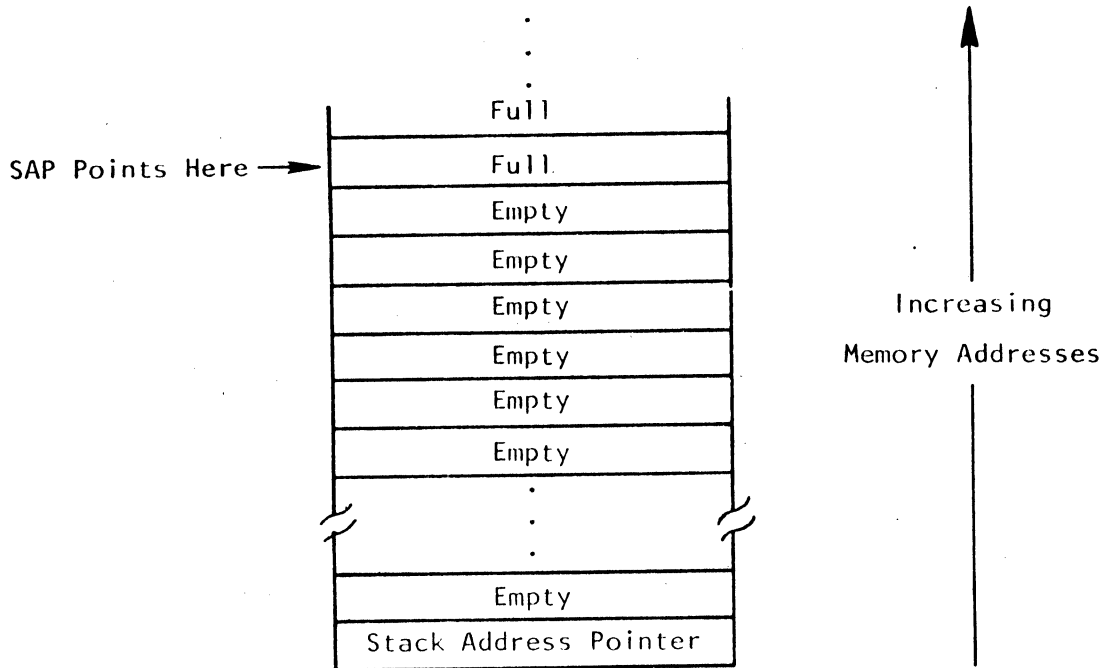 Full
SAP Points Here
Full
Empty
Empty
Empty
Empty
Empty
Empty
Empty
Stack Address Pointer
Increasing
Memory Addresses